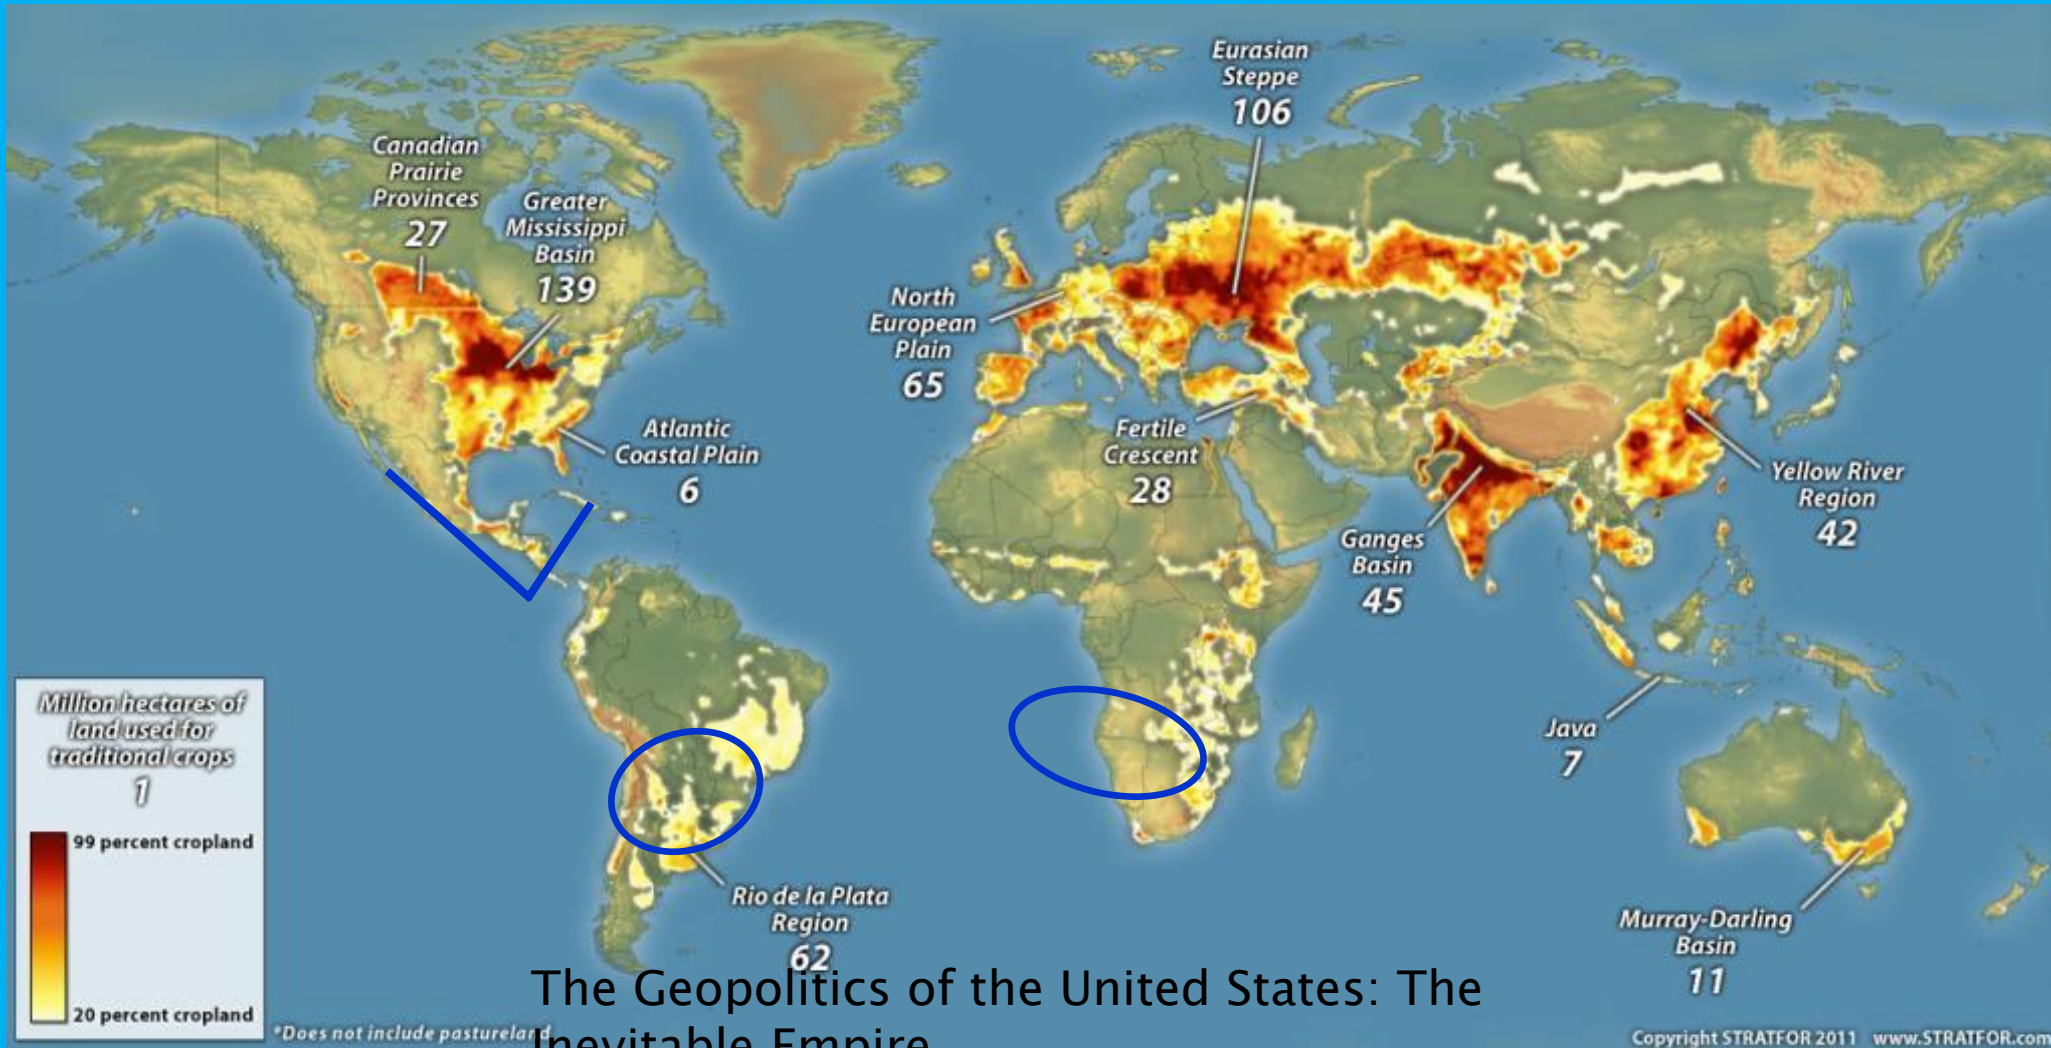 Eurasian
Steppe
106
Canadian
Prairie
Provinces
27
Greater
Mississippi
Basin
139
North
European
Plain
65
Atlantic
Coastal Plain
6
Fertile
Crescent
28
Yellow River
Region
42
Ganges
Basin
45
Java
7
Rio de la Plata
Region
62
Murray-Darling
Basin
11
Million hectares of
land used for
traditional crops
1
99 percent cropland
20 percent cropland
*Does not include pastureland
The Geopolitics of the United States: The
Inevitable Empire
Copyright STRATFOR 2011 www.STRATFOR.com